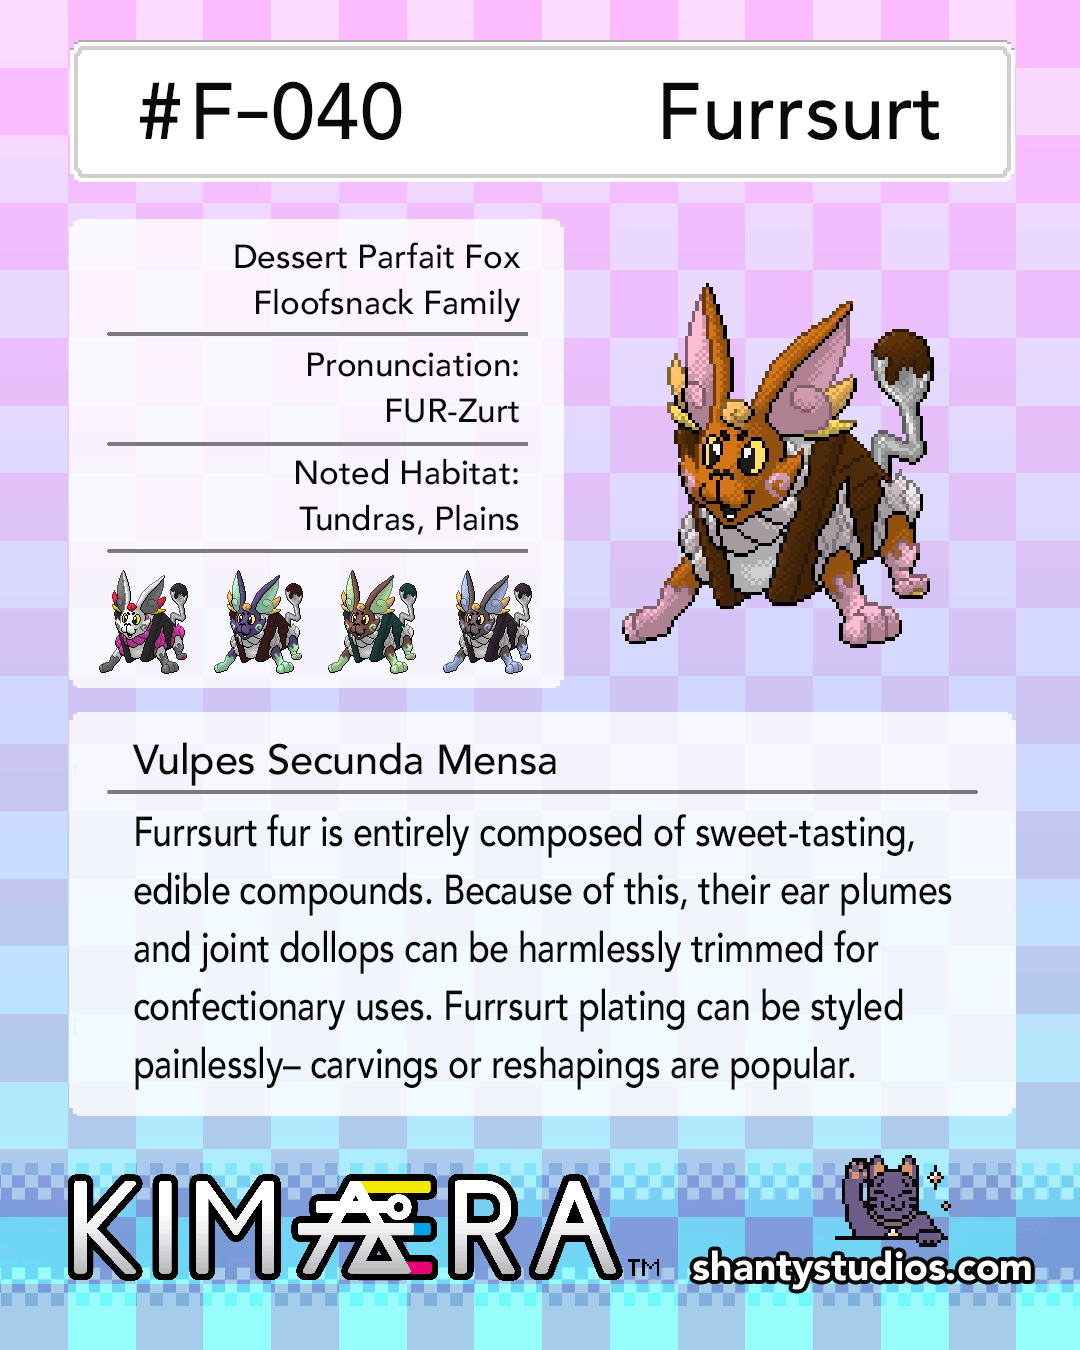 #F-040 Furrsurt
Dessert Parfait Fox
Floofsnack Family
Pronunciation:
FUR-Zurt
Noted Habitat:
Tundras, Plains
Vulpes Secunda Mensa
Furrsurt fur is entirely composed of sweet-tasting,
edible compounds. Because of this, their ear plumes
and joint dollops can be harmlessly trimmed for
confectionary uses. Furrsurt plating can be styled
painlessly– carvings or reshapings are popular.
KIMÆRA™
shantystudios.com